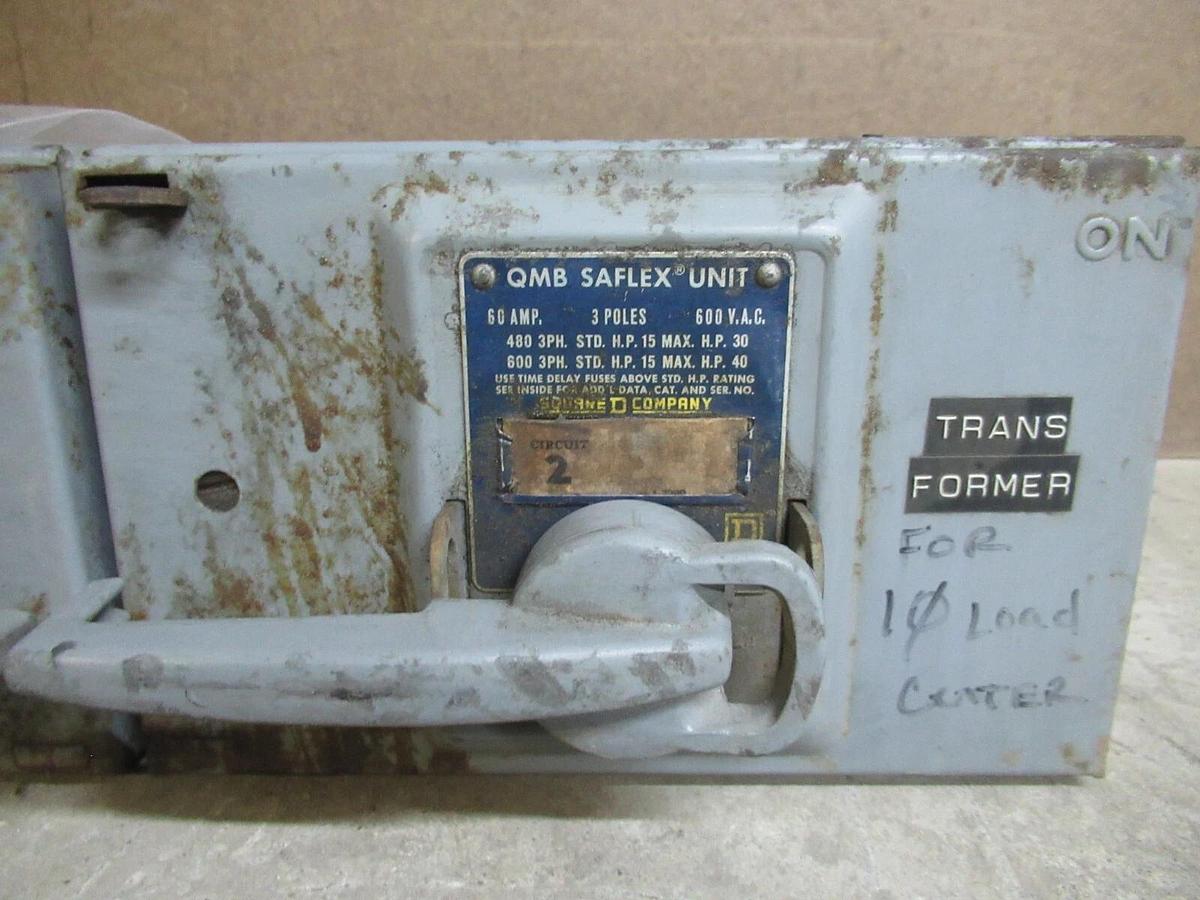 ON
QMB SAFLEX® UNIT
60 AMP. 3 POLES 600 V.A.C.
480 3PH. STD. H.P. 15 MAX. H.P. 30
600 3PH. STD. H.P. 15 MAX. H.P. 40
USE TIME DELAY FUSES ABOVE STD. H.P. RATING
SEE INSIDE FOR ADD'L DATA, CAT. AND SER. NO.
SQUARE D COMPANY
CIRCUIT
2
D
TRANS
FORMER
FOR
1Ø Load
CENTER